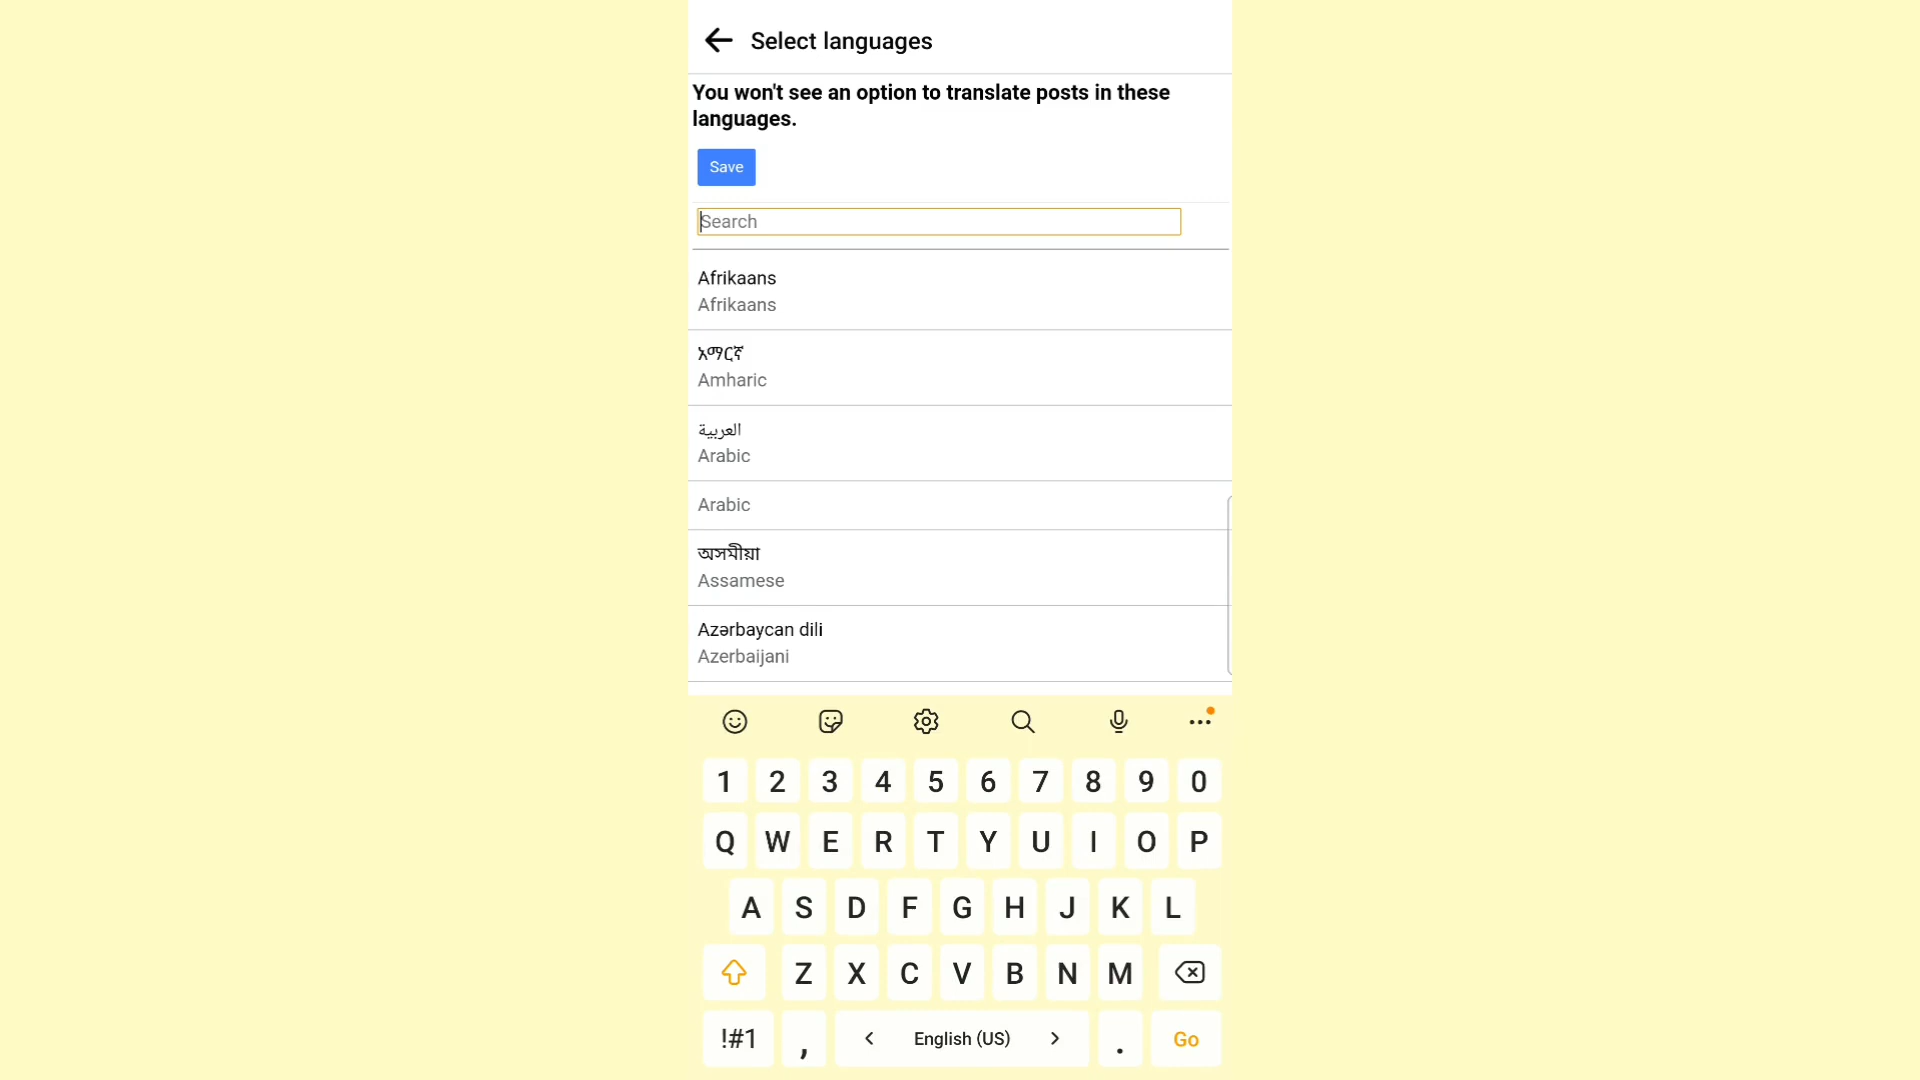 Select languages
You won't see an option to translate posts in these
languages.
Save
Search
Afrikaans
Afrikaans
አማርኛ
Amharic
العربية
Arabic
Arabic
অসমীয়া
Assamese
Azərbaycan dili
Azerbaijani
1 2 3 4 5 6 7 8 9 0
Q W E R T Y U I O P
A S D F G H J K L
Z X C V B N M
!#1 , < English (US) > . Go